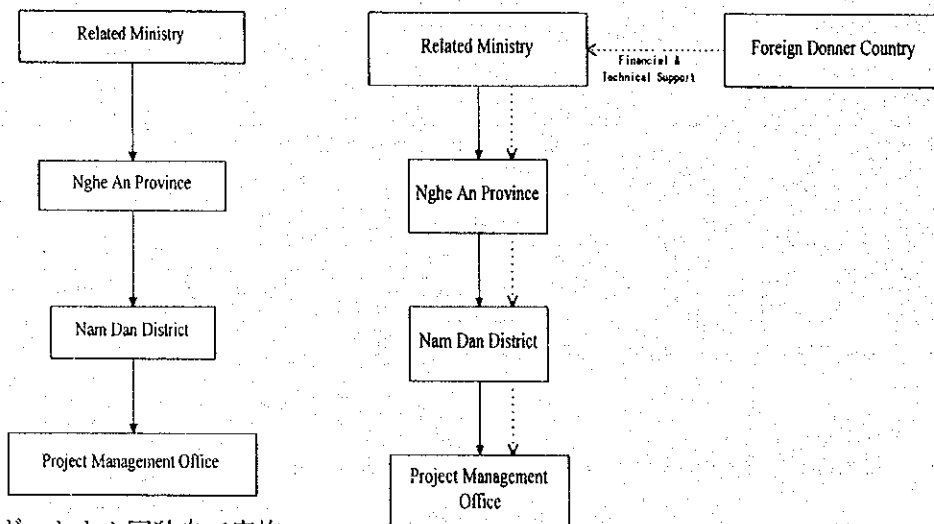 Related Ministry
Nghe An Province
Nam Dan District
Project Management Office
Related Ministry
Foreign Donner Country
Financial &
Technical Support
Nghe An Province
Nam Dan District
Project Management
Office